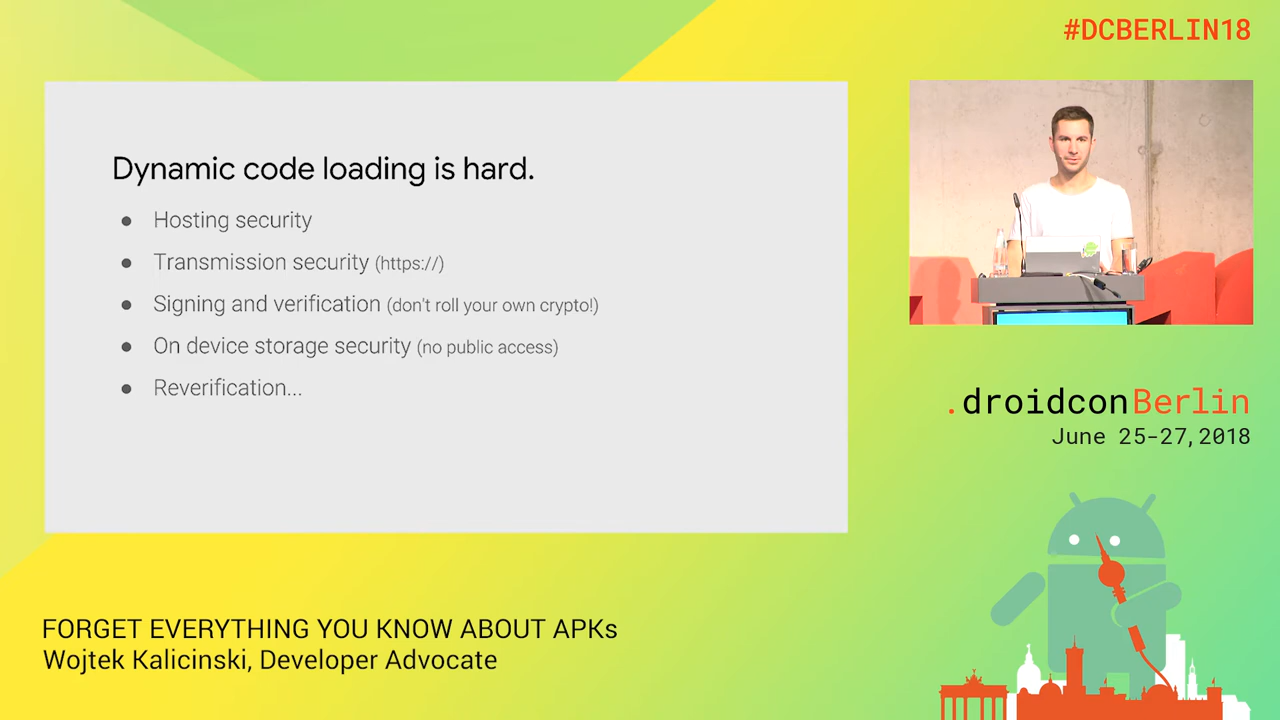 #DCBERLIN18
Dynamic code loading is hard.
● Hosting security
● Transmission security (https://)
● Signing and verification (don't roll your own crypto!)
● On device storage security (no public access)
● Reverification...
.droidconBerlin
June 25-27, 2018
FORGET EVERYTHING YOU KNOW ABOUT APKs
Wojtek Kalicinski, Developer Advocate